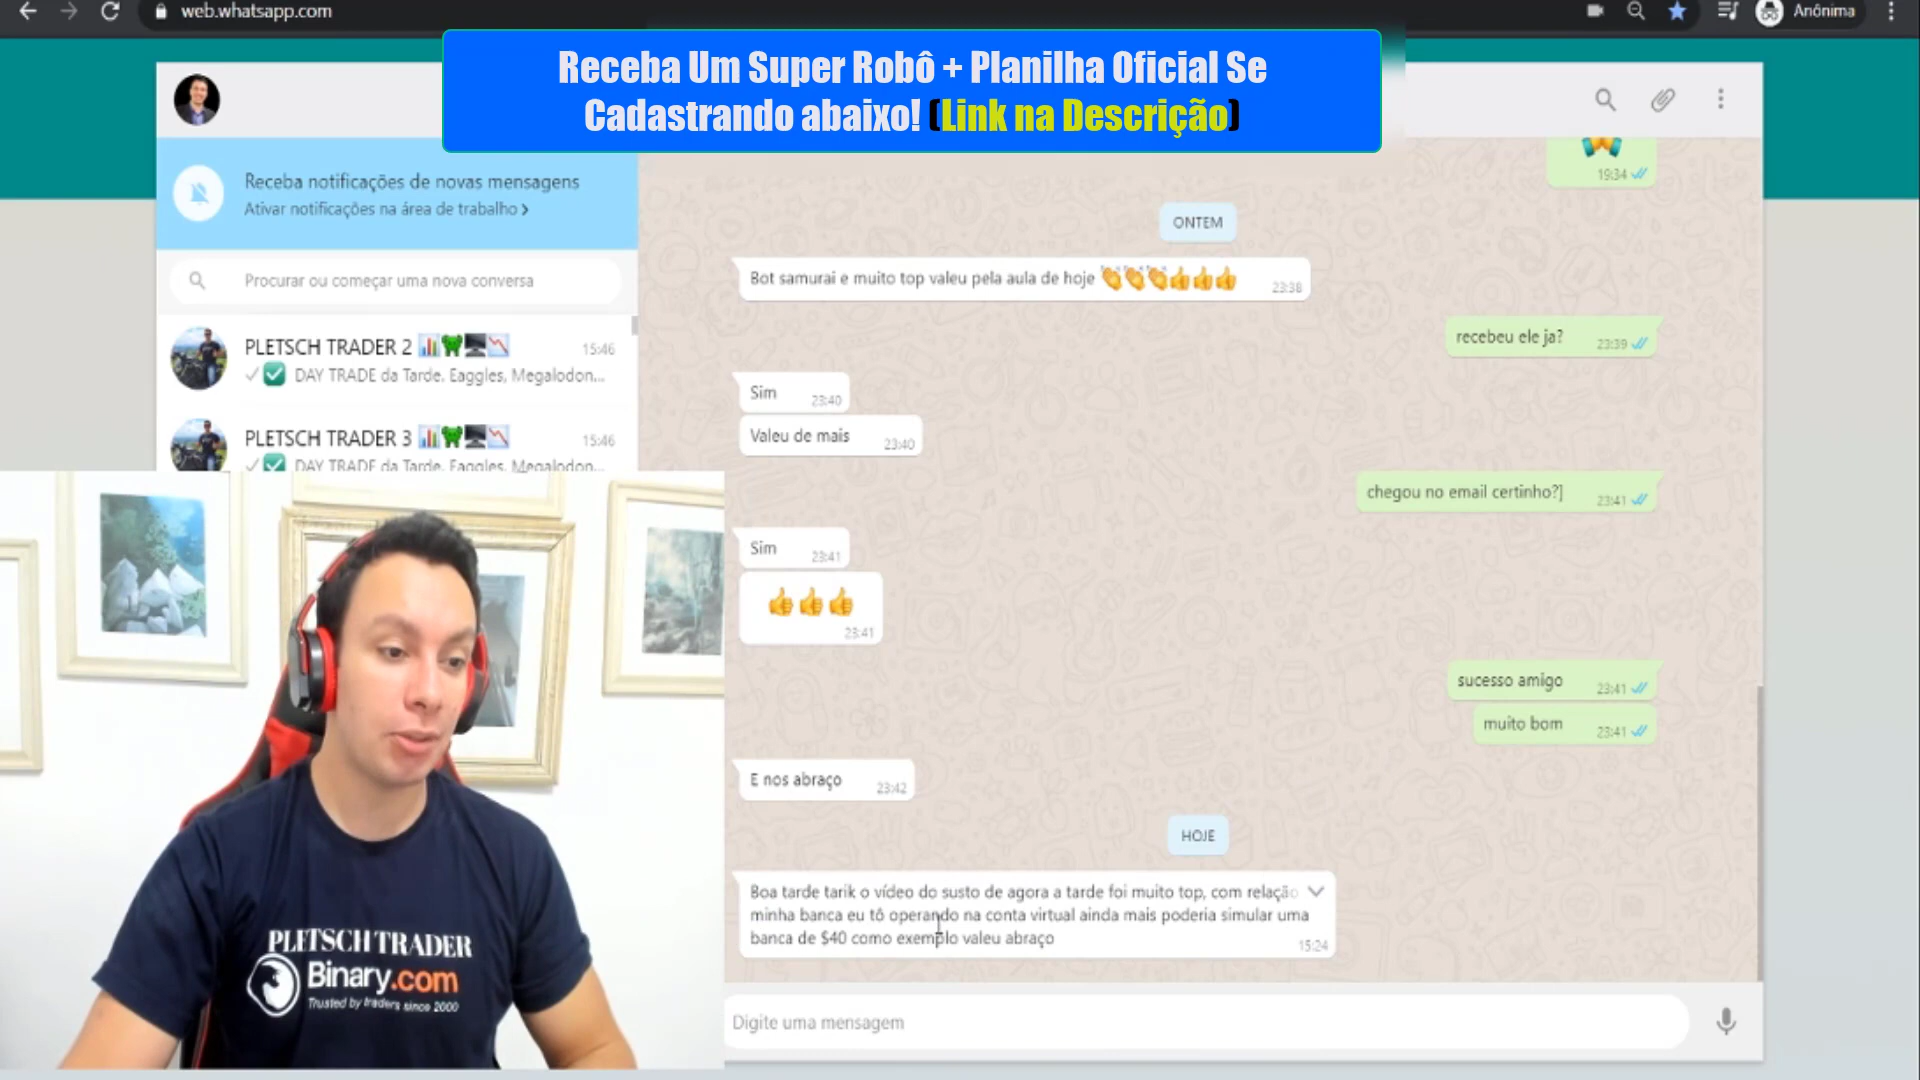 web.whatsapp.com
Anônima
Receba Um Super Robô + Planilha Oficial Se
Cadastrando abaixo! (Link na Descrição)
Receba notificações de novas mensagens
Ativar notificações na área de trabalho
Procurar ou começar uma nova conversa
PLETSCH TRADER 2
15:46
DAY TRADE da Tarde. Eaggles, Megalodon...
PLETSCH TRADER 3
15:46
DAY TRADE da Tarde. Eaggles, Megalodon...
19:34
ONTEM
Bot samurai e muito top valeu pela aula de hoje 👏👏👏👍👍👍
23:38
recebeu ele ja?
23:39
Sim
23:40
Valeu de mais
23:40
chegou no email certinho?]
23:41
Sim
23:41
👍👍👍
23:41
sucesso amigo
23:41
muito bom
23:41
E nos abraço
23:42
HOJE
Boa tarde tarik o vídeo do susto de agora a tarde foi muito top, com relação
minha banca eu tô operando na conta virtual ainda mais poderia simular uma
banca de $40 como exemplo valeu abraço
15:24
Digite uma mensagem
PLETSCH TRADER
Binary.com
Trusted by traders since 2000